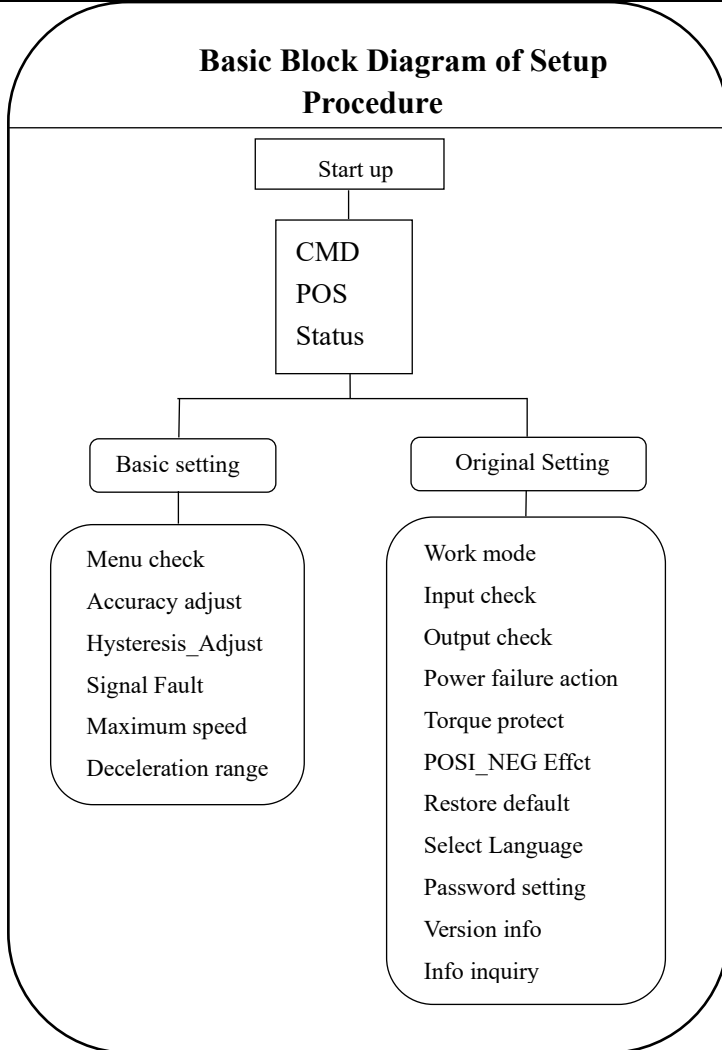 Basic Block Diagram of Setup
Procedure
Start up
CMD
POS
Status
Basic setting
Original Setting
Menu check
Accuracy adjust
Hysteresis_Adjust
Signal Fault
Maximum speed
Deceleration range
Work mode
Input check
Output check
Power failure action
Torque protect
POSI_NEG Effct
Restore default
Select Language
Password setting
Version info
Info inquiry